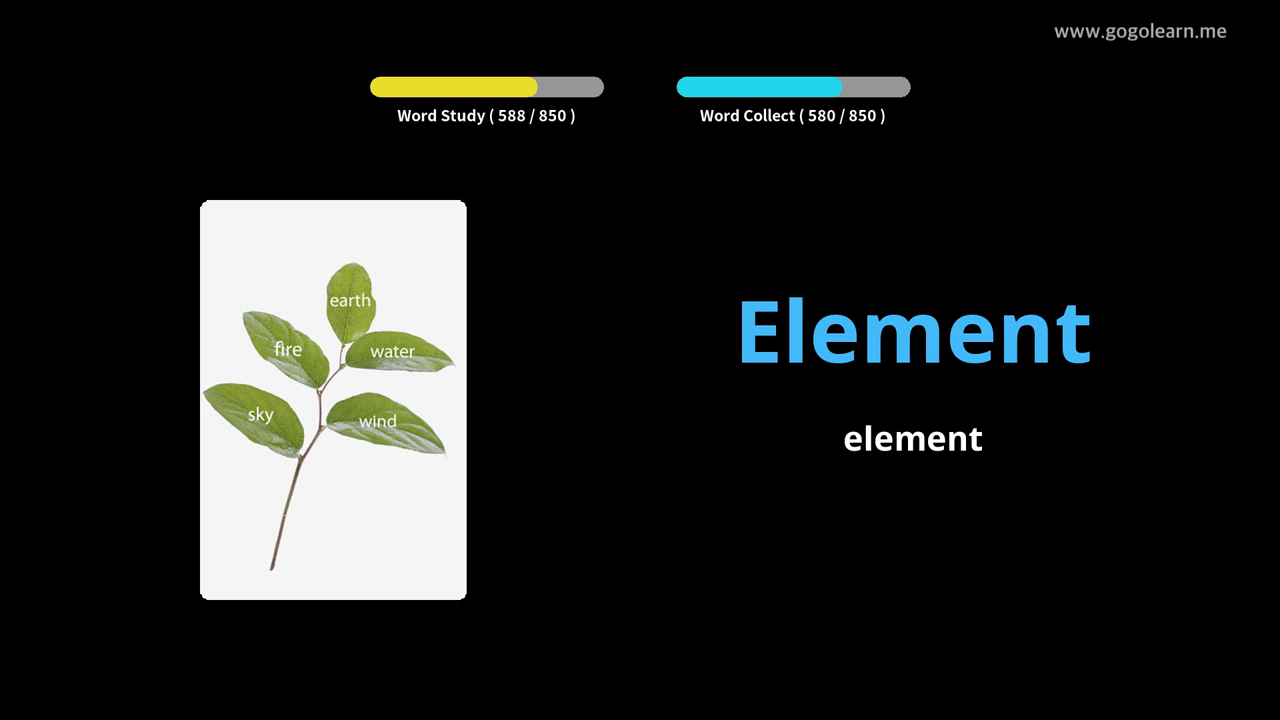 www.gogolearn.me
Word Study ( 588 / 850 )
Word Collect ( 580 / 850 )
earth
fire
water
sky
wind
Element
element